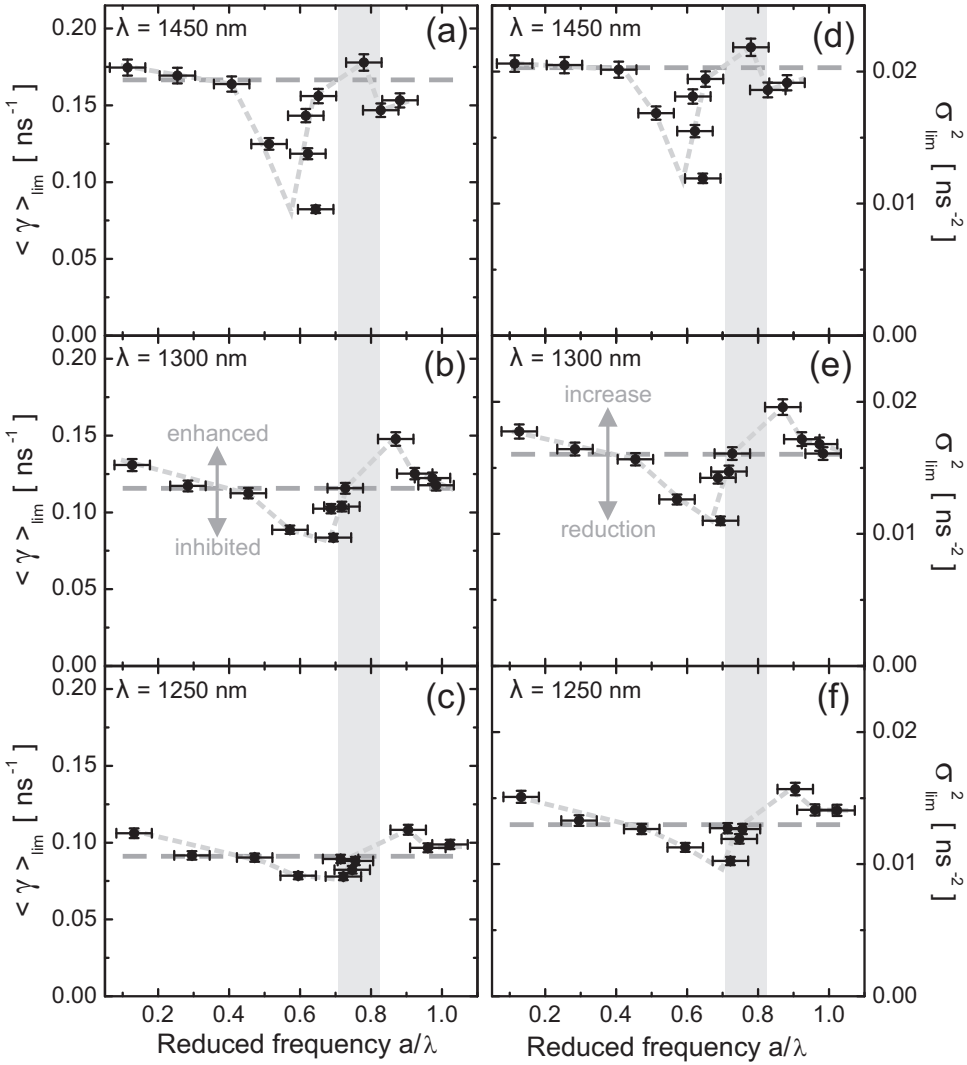 λ = 1450 nm
(a)
0.20
0.15
0.10
0.05
0.00
< γ >lim [ ns-1 ]
λ = 1450 nm
(d)
0.02
0.01
0.00
σ2lim [ ns-2 ]
λ = 1300 nm
(b)
enhanced
inhibited
0.20
0.15
0.10
0.05
0.00
< γ >lim [ ns-1 ]
λ = 1300 nm
(e)
increase
reduction
0.02
0.01
0.00
σ2lim [ ns-2 ]
λ = 1250 nm
(c)
0.20
0.15
0.10
0.05
0.00
< γ >lim [ ns-1 ]
λ = 1250 nm
(f)
0.02
0.01
0.00
σ2lim [ ns-2 ]
0.2 0.4 0.6 0.8 1.0
Reduced frequency a/λ
0.2 0.4 0.6 0.8 1.0
Reduced frequency a/λ